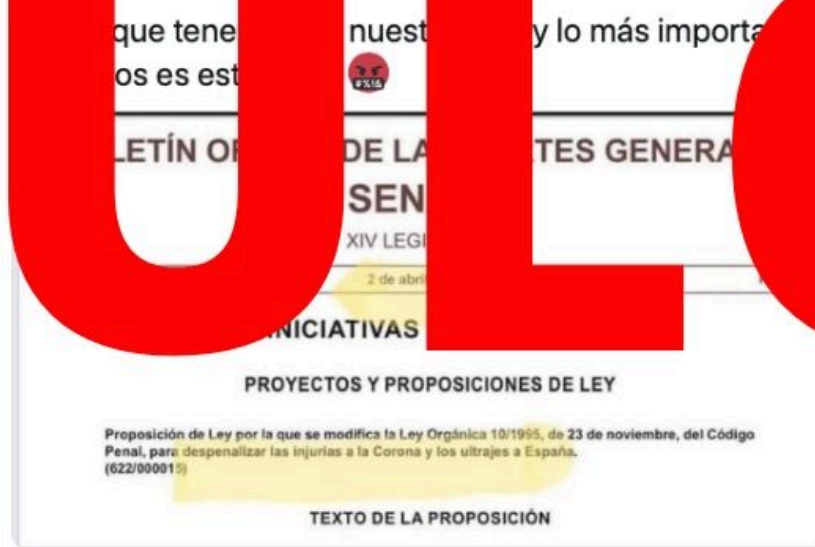 UL
que tene nuest y lo más importa
os es est
LETÍN OF DE LA TES GENERA
SEN
XIV LEGI
2 de abri
NICIATIVAS
PROYECTOS Y PROPOSICIONES DE LEY
Proposición de Ley por la que se modifica la Ley Orgánica 10/1995, de 23 de noviembre, del Código
Penal, para despenalizar las injurias a la Corona y los ultrajes a España.
(622/000015)
TEXTO DE LA PROPOSICIÓN